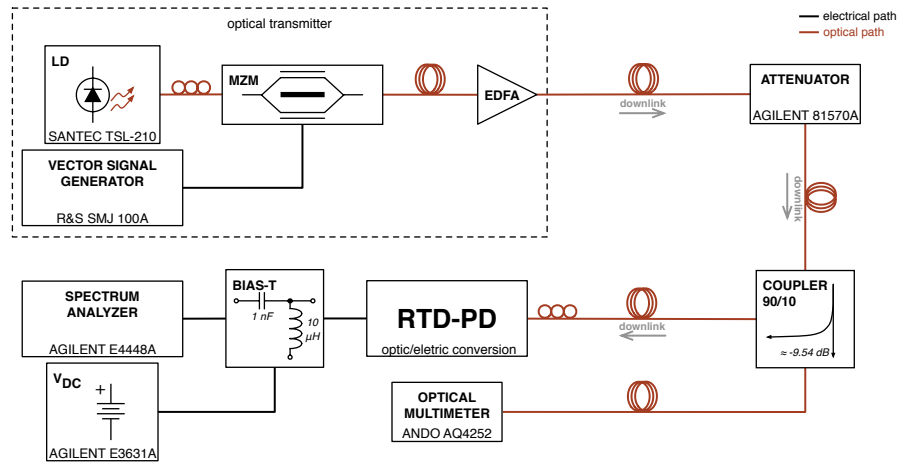 optical transmitter
electrical path
optical path
LD
SANTEC TSL-210
MZM
EDFA
downlink
ATTENUATOR
AGILENT 81570A
VECTOR SIGNAL
GENERATOR
R&S SMJ 100A
downlink
SPECTRUM
ANALYZER
AGILENT E4448A
BIAS-T
1 nF
10
μH
RTD-PD
optic/eletric conversion
downlink
COUPLER
90/10
≈ -9.54 dB
VDC
+
AGILENT E3631A
OPTICAL
MULTIMETER
ANDO AQ4252